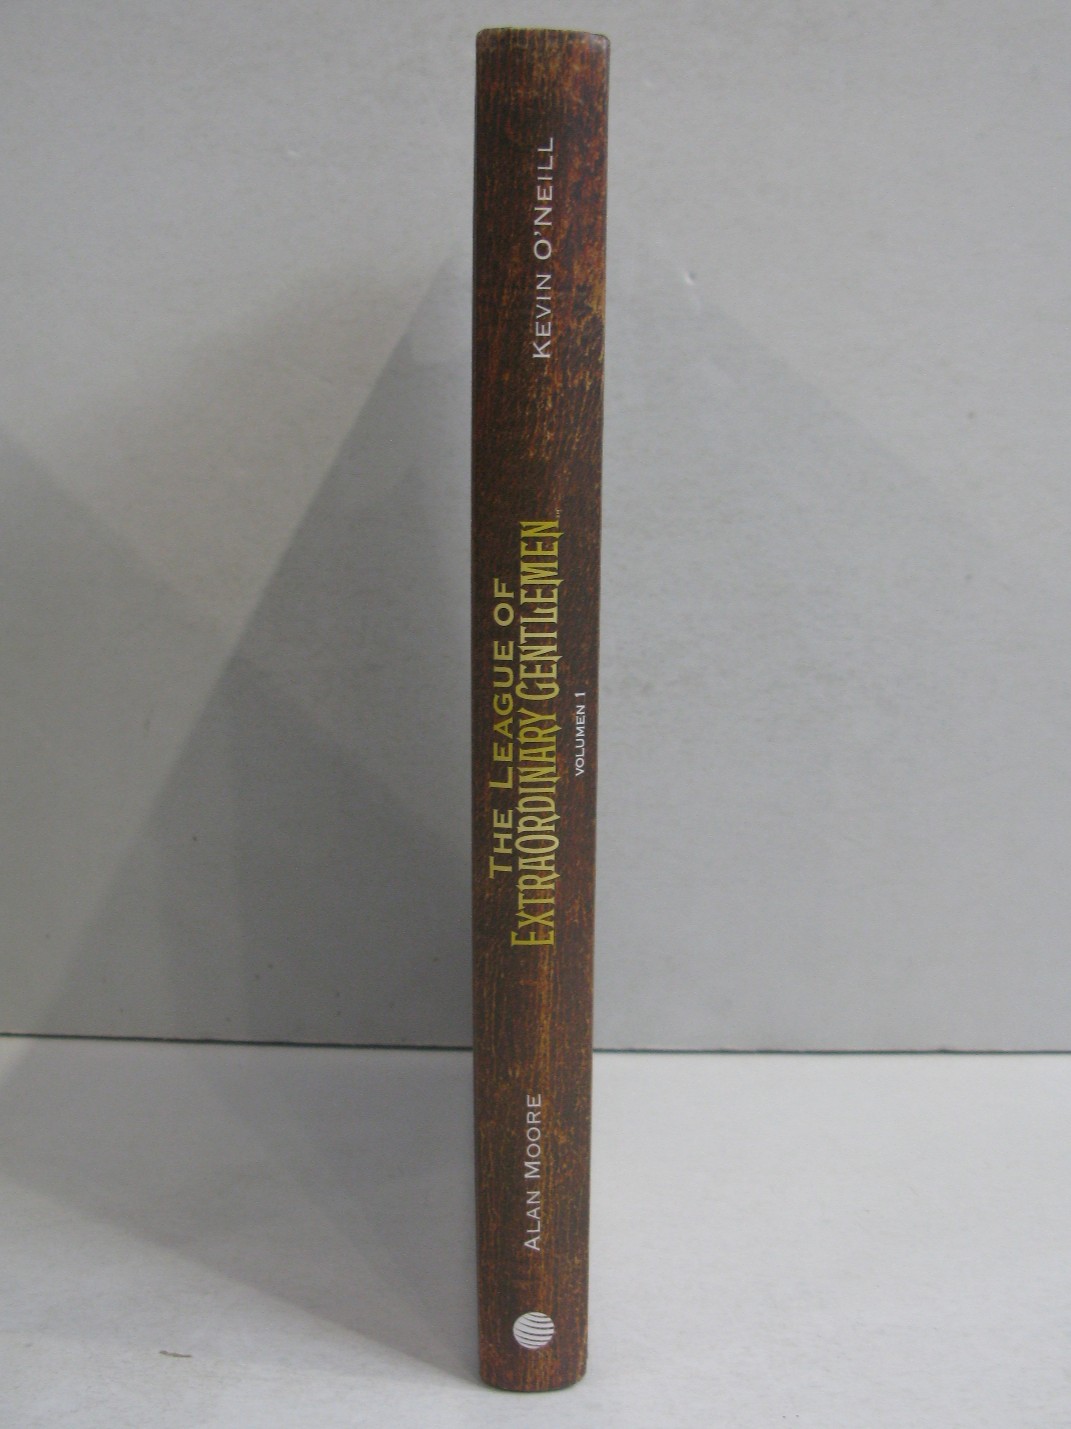 ALAN MOORE
THE LEAGUE OF
EXTRAORDINARY GENTLEMEN
VOLUMEN 1
KEVIN O'NEILL